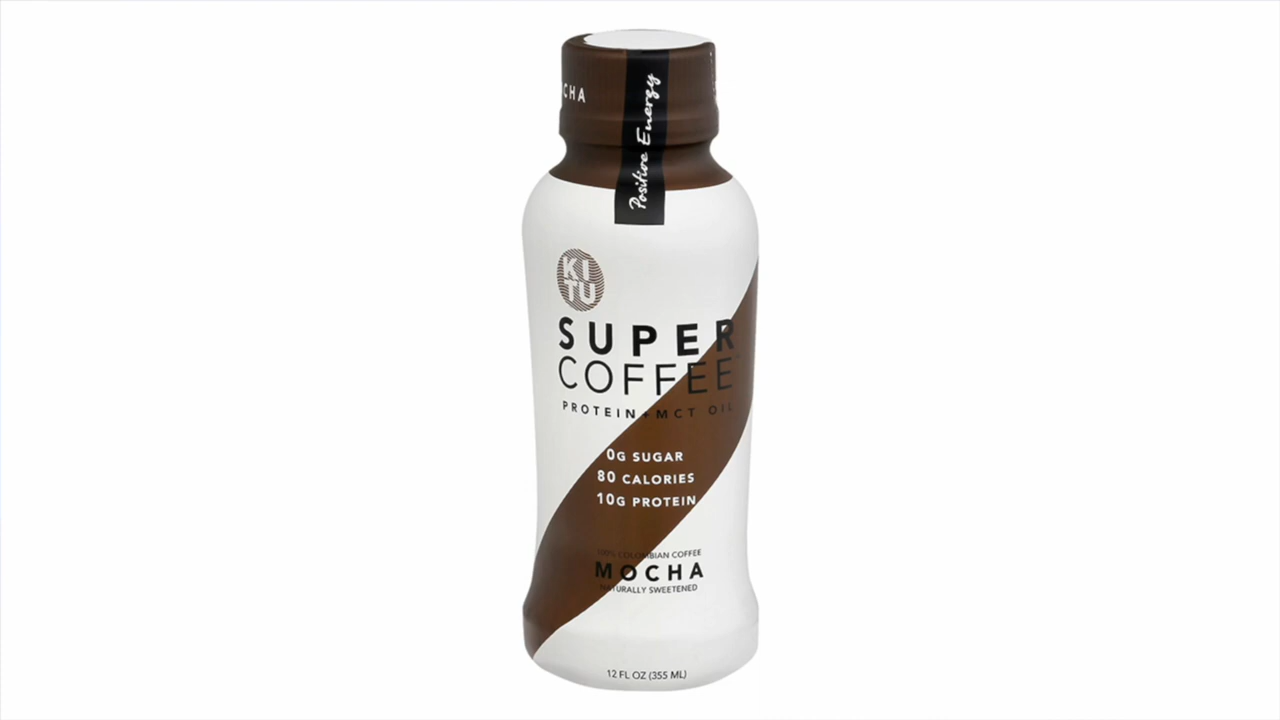 CHA
Positive Energy
KI
TU
SUPER
COFFEE
PROTEIN+MCT OIL
0G SUGAR
80 CALORIES
10G PROTEIN
100% COLOMBIAN COFFEE
MOCHA
NATURALLY SWEETENED
12 FL OZ (355 ML)